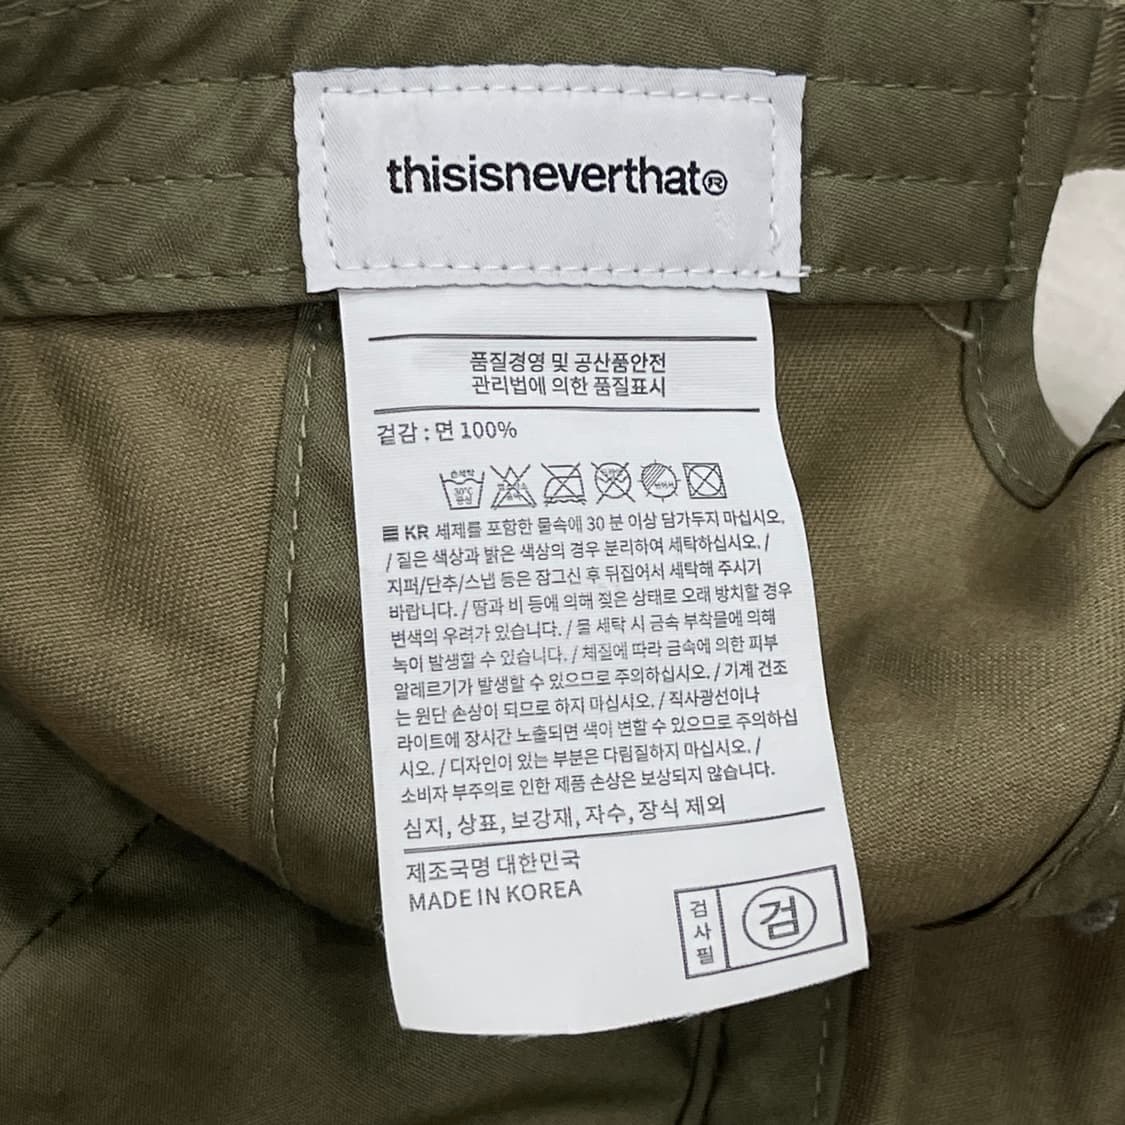 thisisneverthat®
품질경영 및 공산품안전
관리법에 의한 품질표시
겉감 : 면 100%
손세탁
30℃
중성
KR 세제를 포함한 물속에 30 분 이상 담가두지 마십시오.
/ 짙은 색상과 밝은 색상의 경우 분리하여 세탁하십시오. /
지퍼/단추/스냅 등은 잠그신 후 뒤집어서 세탁해 주시기
바랍니다. / 땀과 비 등에 의해 젖은 상태로 오래 방치할 경우
변색의 우려가 있습니다. / 물 세탁 시 금속 부착물에 의해
녹이 발생할 수 있습니다. / 체질에 따라 금속에 의한 피부
알레르기가 발생할 수 있으므로 주의하십시오. / 기계 건조
는 원단 손상이 되므로 하지 마십시오. / 직사광선이나
라이트에 장시간 노출되면 색이 변할 수 있으므로 주의하십
시오. / 디자인이 있는 부분은 다림질하지 마십시오. /
소비자 부주의로 인한 제품 손상은 보상되지 않습니다.
심지, 상표, 보강재, 자수, 장식 제외
제조국명 대한민국
MADE IN KOREA
검사필
검